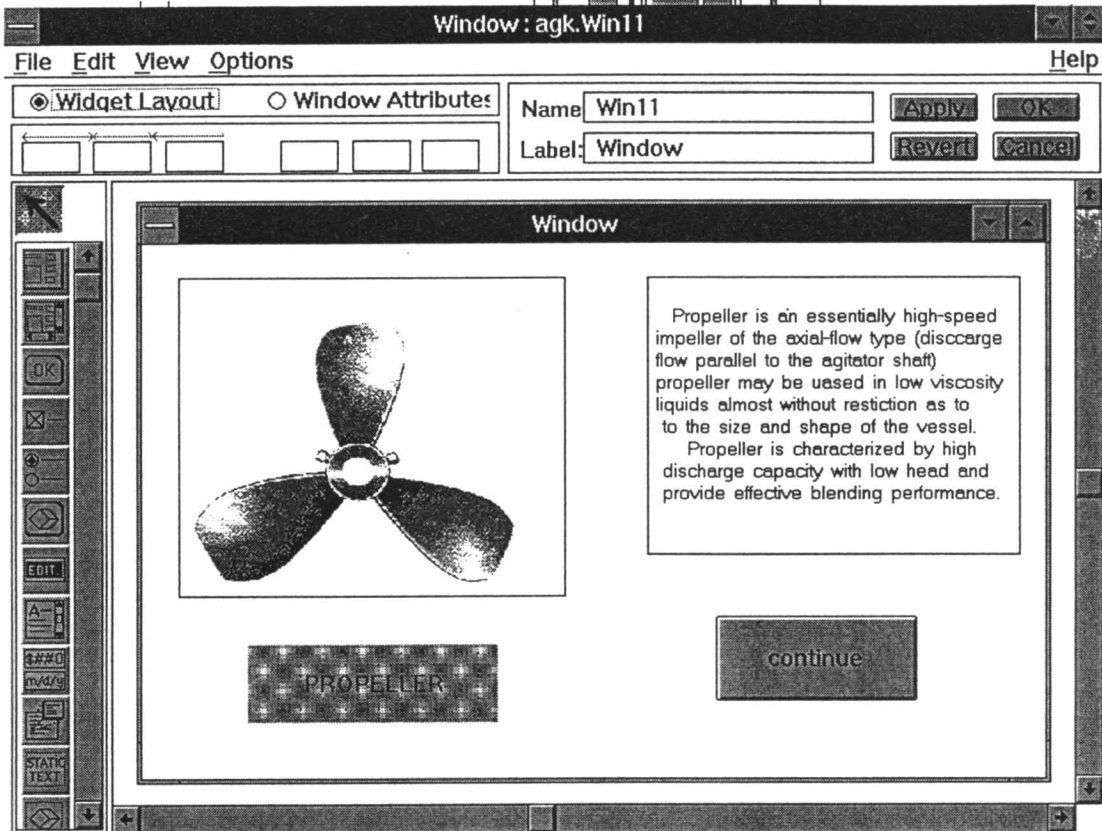 Window : agk.Win11
File Edit View Options Help
Widget Layout Window Attributes
Name Win11 Apply OK
Label: Window Revert Cancel
Window
Propeller is an essentially high-speed
impeller of the axial-flow type (disccarge
flow parallel to the agitator shaft)
propeller may be uased in low viscosity
liquids almost without restiction as to
to the size and shape of the vessel.
Propeller is characterized by high
discharge capacity with low head and
provide effective blending performance.
PROPELLER
continue
OK
EDIT
A
$##0
m/d/y
STATIC
TEXT